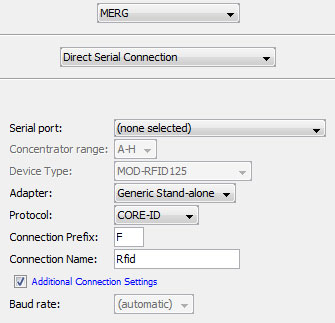 MERG
Direct Serial Connection
Serial port: (none selected)
Concentrator range: A-H
Device Type: MOD-RFID125
Adapter: Generic Stand-alone
Protocol: CORE-ID
Connection Prefix: F
Connection Name: Rfid
Additional Connection Settings
Baud rate: (automatic)